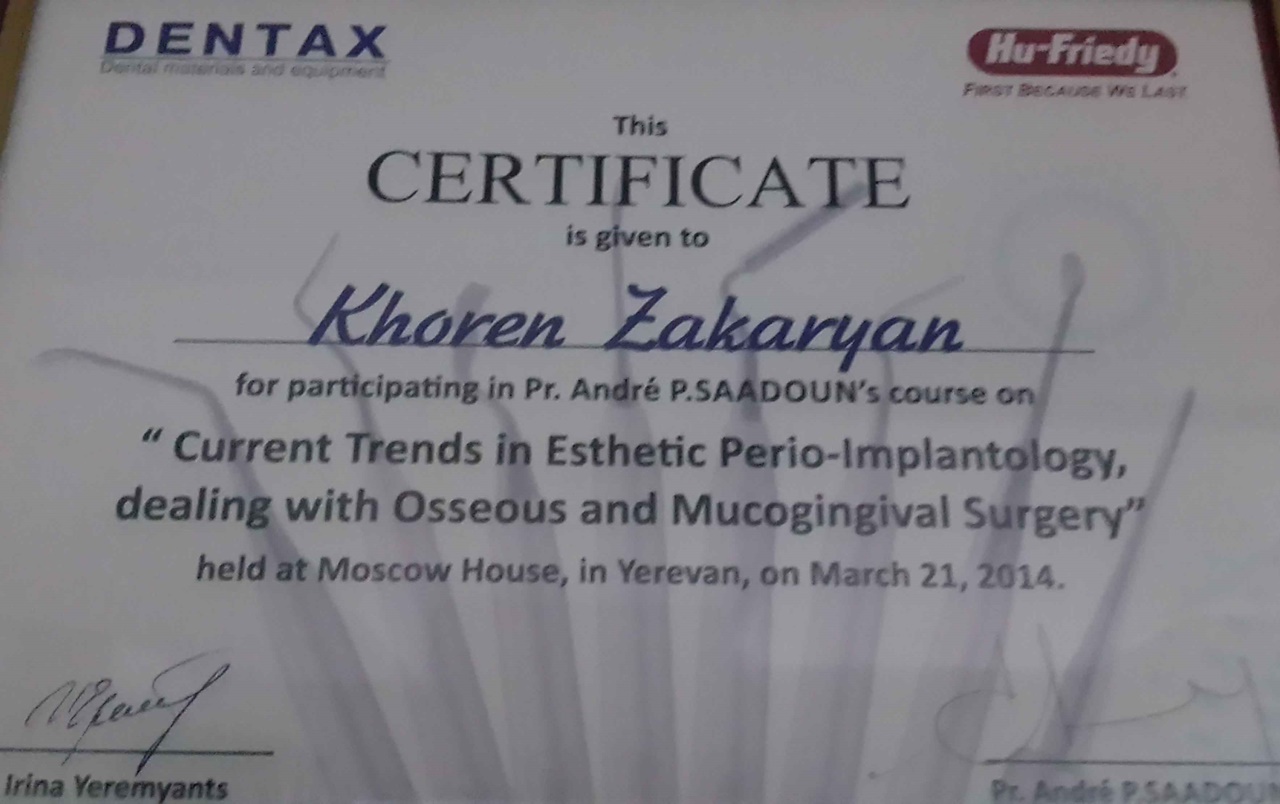 DENTAX
Dental materials and equipment
Hu-Friedy
FIRST BECAUSE WE LAST
This
CERTIFICATE
is given to
Khoren Zakaryan
for participating in Pr. André P.SAADOUN's course on
“ Current Trends in Esthetic Perio-Implantology,
dealing with Osseous and Mucogingival Surgery”
held at Moscow House, in Yerevan, on March 21, 2014.
Irina Yeremyants
Pr. André P.SAADOUN